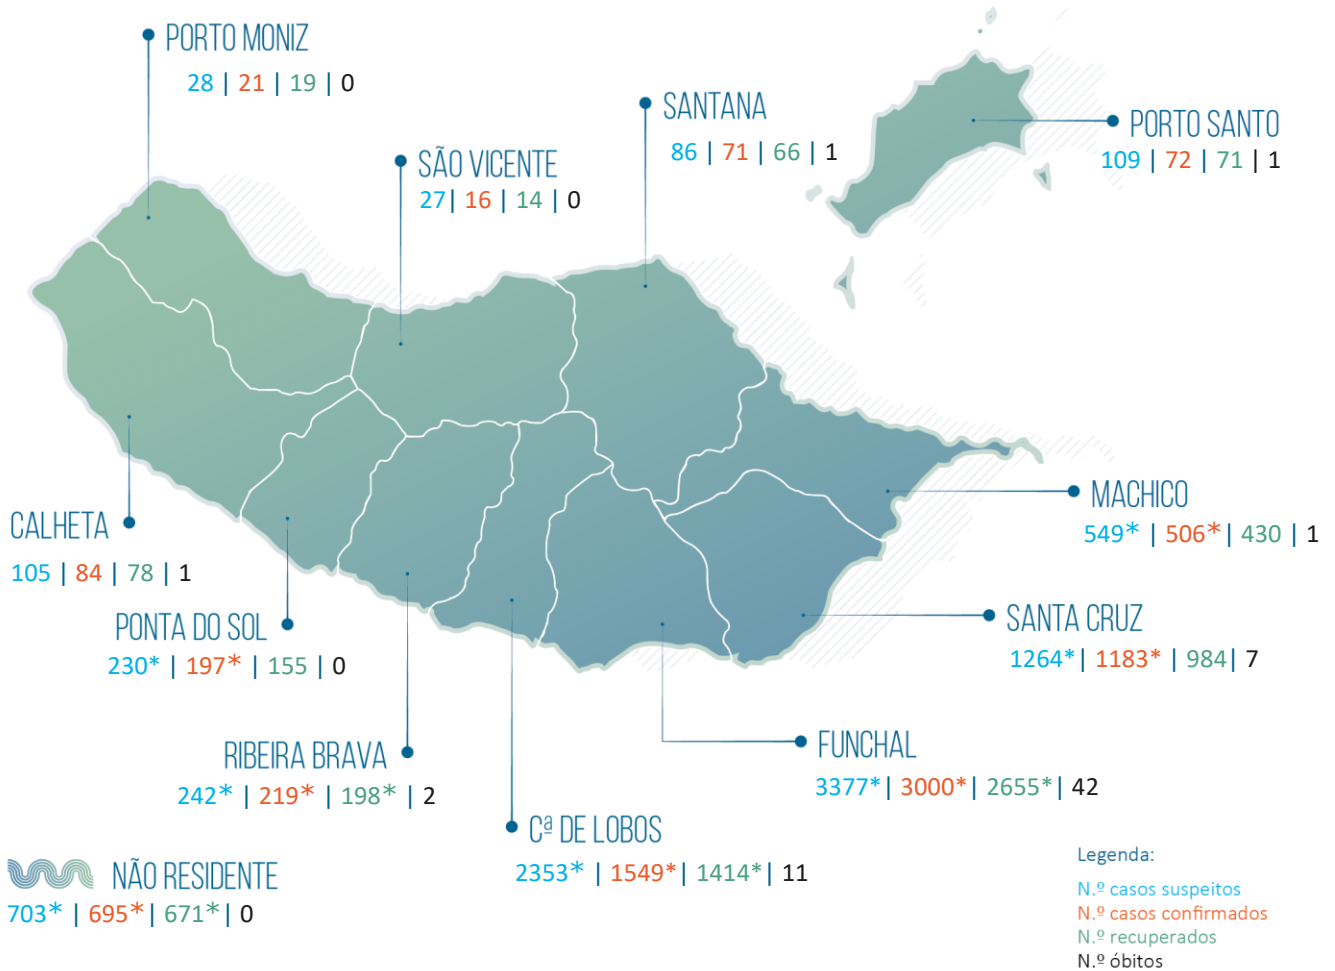 PORTO MONIZ
28 | 21 | 19 | 0
SANTANA
86 | 71 | 66 | 1
PORTO SANTO
109 | 72 | 71 | 1
SÃO VICENTE
27| 16 | 14 | 0
MACHICO
549* | 506*| 430 | 1
CALHETA
105 | 84 | 78 | 1
PONTA DO SOL
230* | 197* | 155 | 0
SANTA CRUZ
1264*| 1183* | 984| 7
RIBEIRA BRAVA
242* | 219* | 198* | 2
FUNCHAL
3377*| 3000*| 2655*| 42
Cª DE LOBOS
2353* | 1549*| 1414*| 11
NÃO RESIDENTE
703* | 695*| 671*| 0
Legenda:
N.º casos suspeitos
N.º casos confirmados
N.º recuperados
N.º óbitos